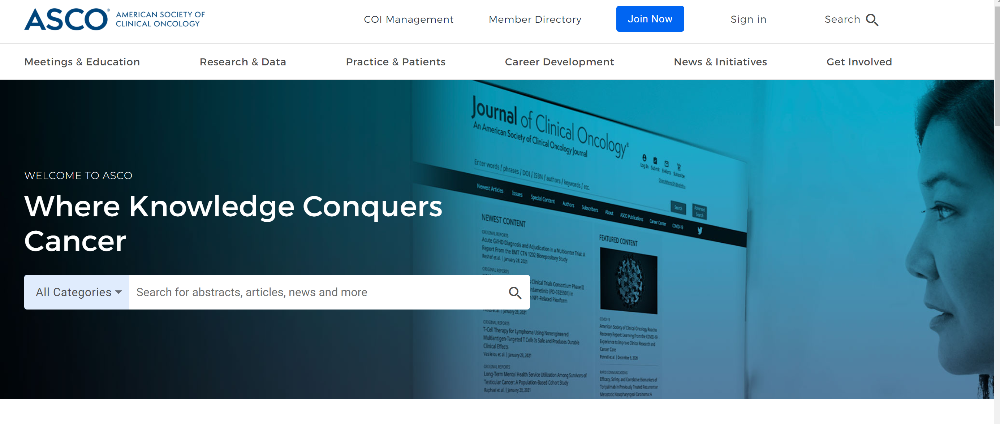 ASCO®
AMERICAN SOCIETY OF
CLINICAL ONCOLOGY
COI Management
Member Directory
Join Now
Sign in
Search
Meetings & Education
Research & Data
Practice & Patients
Career Development
News & Initiatives
Get Involved
WELCOME TO ASCO
Where Knowledge Conquers
Cancer
All Categories
Search for abstracts, articles, news and more
Journal of Clinical Oncology®
An American Society of Clinical Oncology Journal
Log In
Submit
E-Alerts
Subscribe
Enter words / phrases / DOI / ISBN / authors / keywords / etc.
Search
Advanced
Search
Newest Articles
Issues
Special Content
Authors
Subscribers
About
ASCO Publications
Career Center
COVID-19
NEWEST CONTENT
ORIGINAL REPORTS
Acute GVHD Diagnosis and Adjudication in a Multicenter Trial: A
Report From the BMT CTN 1202 Biorepository Study
Reshef et al. | January 28, 2021
ORIGINAL REPORTS
Clinical Trials Consortium Phase II
(PD-0325901) in
NF1-Related Plexiform
et al. | January 28, 2021
ORIGINAL REPORTS
T-Cell Therapy for Lymphoma Using Nonengineered
Multiantigen-Targeted T Cells Is Safe and Produces Durable
Clinical Effects
Vasileiou et al. | January 28, 2021
ORIGINAL REPORTS
Long-Term Mental Health Service Utilization Among Survivors of
Testicular Cancer: A Population-Based Cohort Study
Raphael et al. | January 28, 2021
FEATURED CONTENT
COVID-19
American Society of Clinical Oncology Road to
Recovery Report: Learning From the COVID-19
Experience to Improve Clinical Research and
Cancer Care
Pennell et al. | December 8, 2020
RAPID COMMUNICATIONS
Efficacy, Safety, and Correlative Biomarkers of
Toripalimab in Previously Treated Recurrent or
Metastatic Nasopharyngeal Carcinoma: A